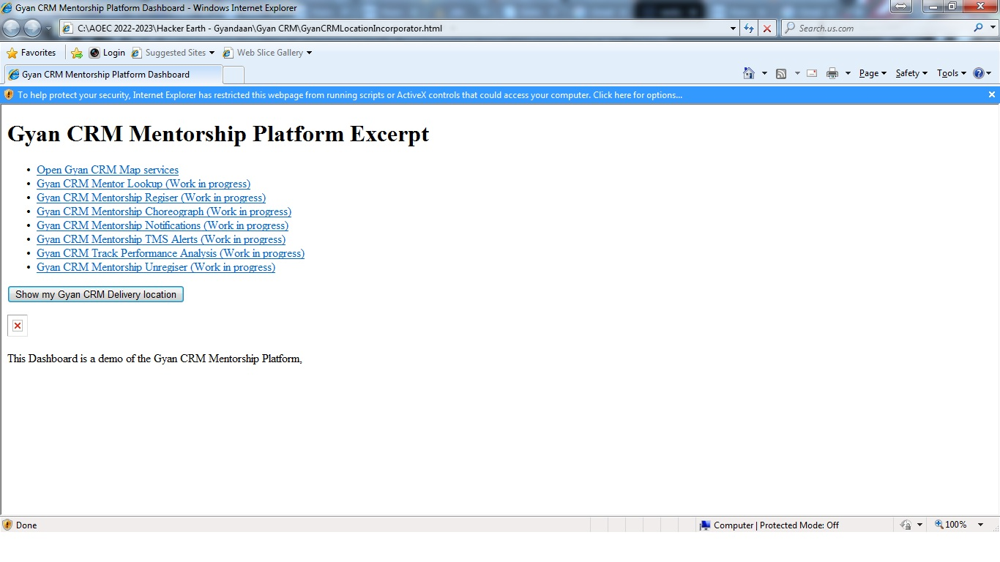 Gyan CRM Mentorship Platform Dashboard - Windows Internet Explorer
C:\AOEC 2022-2023\Hacker Earth - Gyandaan\Gyan CRM\GyanCRMLocationIncorporator.html
Search.us.com
Favorites Login Suggested Sites Web Slice Gallery
Gyan CRM Mentorship Platform Dashboard
Page Safety Tools
To help protect your security, Internet Explorer has restricted this webpage from running scripts or ActiveX controls that could access your computer. Click here for options...
Gyan CRM Mentorship Platform Excerpt
• Open Gyan CRM Map services
• Gyan CRM Mentor Lookup (Work in progress)
• Gyan CRM Mentorship Regiser (Work in progress)
• Gyan CRM Mentorship Choreograph (Work in progress)
• Gyan CRM Mentorship Notifications (Work in progress)
• Gyan CRM Mentorship TMS Alerts (Work in progress)
• Gyan CRM Track Performance Analysis (Work in progress)
• Gyan CRM Mentorship Unregiser (Work in progress)
Show my Gyan CRM Delivery location
This Dashboard is a demo of the Gyan CRM Mentorship Platform,
Done
Computer | Protected Mode: Off
100%